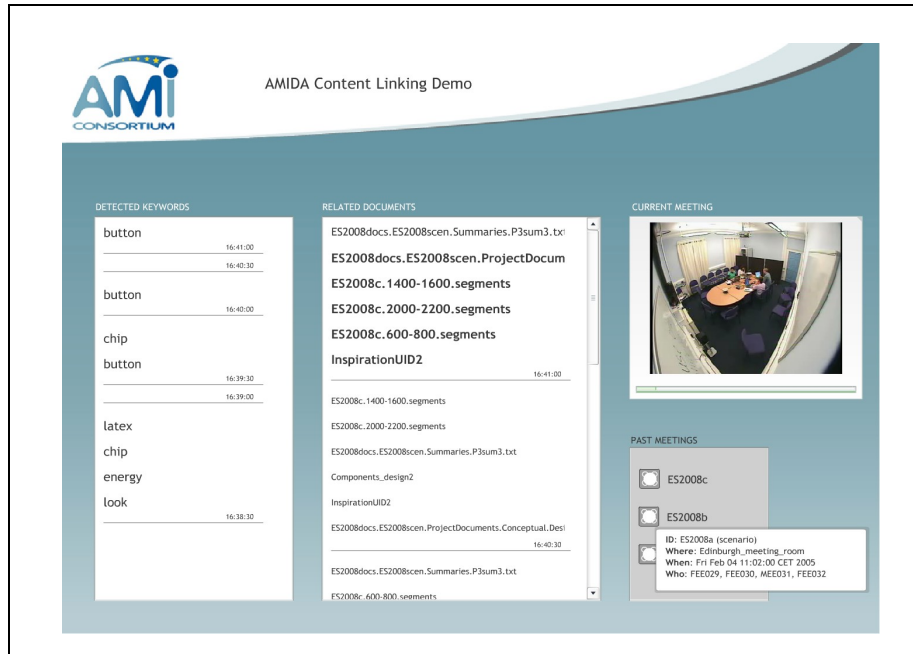 AMi
CONSORTIUM
AMIDA Content Linking Demo
DETECTED KEYWORDS
button
16:41:00
16:40:30
button
16:40:00
chip
button
16:39:30
16:39:00
latex
chip
energy
look
16:38:30
RELATED DOCUMENTS
ES2008docs.ES2008scen.Summaries.P3sum3.txt
ES2008docs.ES2008scen.ProjectDocum
ES2008c.1400-1600.segments
ES2008c.2000-2200.segments
ES2008c.600-800.segments
InspirationUID2
16:41:00
ES2008c.1400-1600.segments
ES2008c.2000-2200.segments
ES2008docs.ES2008scen.Summaries.P3sum3.txt
Components_design2
InspirationUID2
ES2008docs.ES2008scen.ProjectDocuments.Conceptual.Desi
16:40:30
ES2008docs.ES2008scen.Summaries.P3sum3.txt
ES2008c.600-800.segments
CURRENT MEETING
PAST MEETINGS
ES2008c
ES2008b
ID: ES2008a (scenario)
Where: Edinburgh_meeting_room
When: Fri Feb 04 11:02:00 CET 2005
Who: FEE029, FEE030, MEE031, FEE032